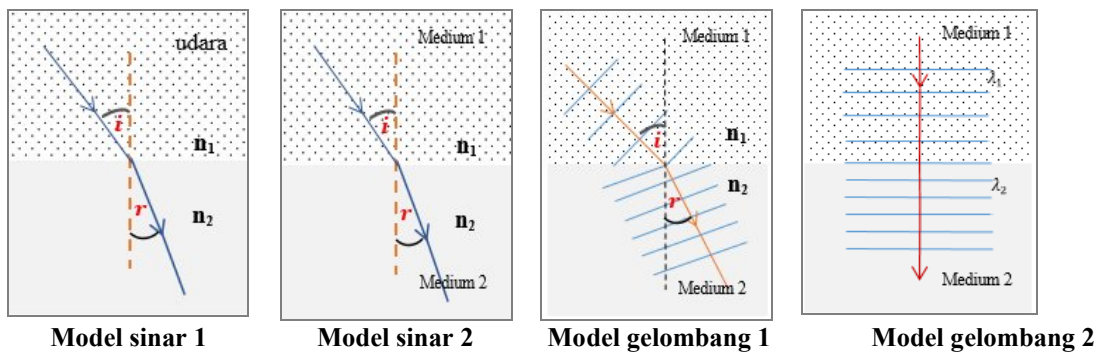 udara
i
n₁
r
n₂
Model sinar 1
Medium 1
i
n₁
r
n₂
Medium 2
Model sinar 2
Medium 1
i
n₁
n₂
r
Medium 2
Model gelombang 1
Medium 1
λ₁
λ₂
Medium 2
Model gelombang 2